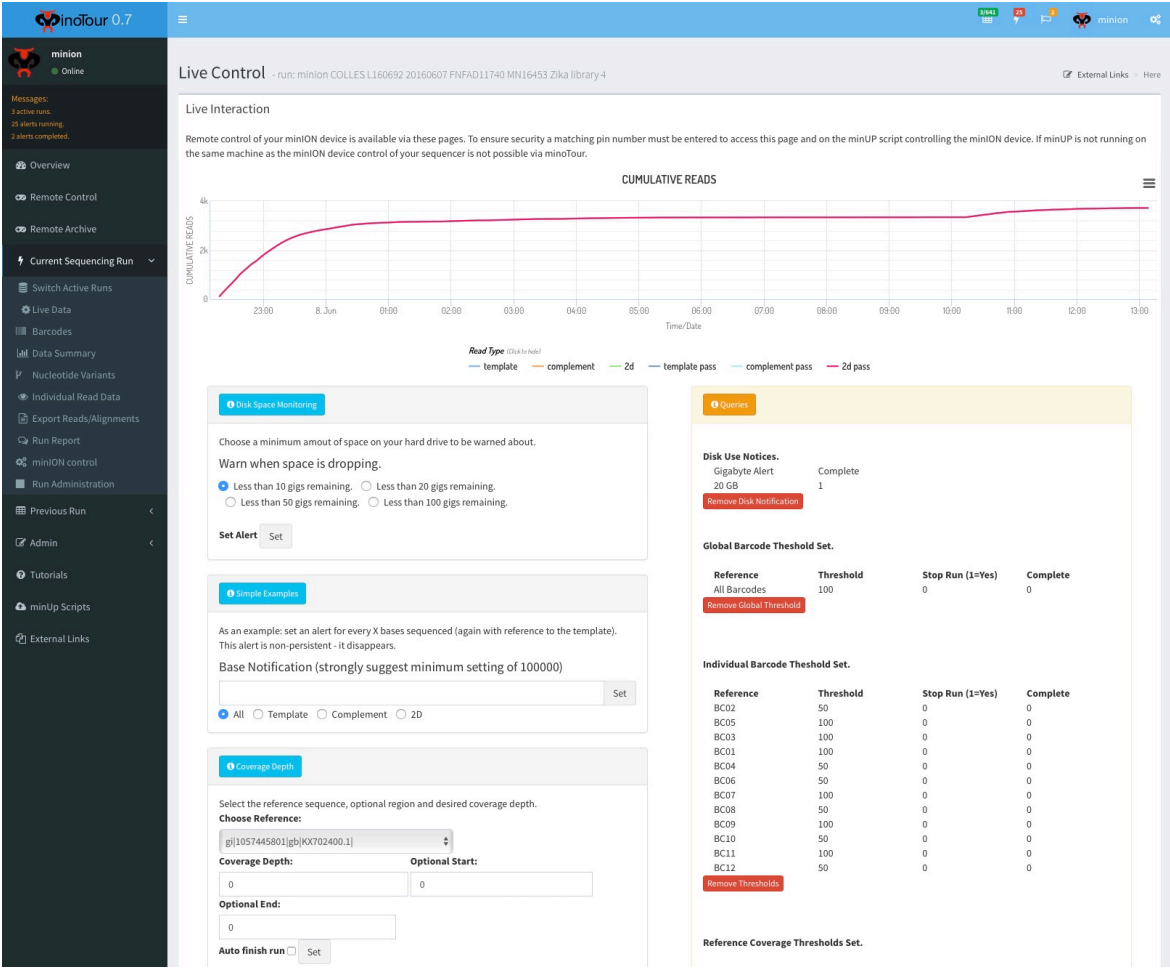 minoTour 0.7
3/641
25
2
minion
minion
Online
Messages:
3 active runs.
25 alerts running.
2 alerts completed.
Overview
Remote Control
Remote Archive
Current Sequencing Run
Switch Active Runs
Live Data
Barcodes
Data Summary
Nucleotide Variants
Individual Read Data
Export Reads/Alignments
Run Report
minION control
Run Administration
Previous Run
Admin
Tutorials
minUp Scripts
External Links
Live Control - run: minion COLLES L160692 20160607 FNFAD11740 MN16453 Zika library 4
External Links > Here
Live Interaction
Remote control of your minION device is available via these pages. To ensure security a matching pin number must be entered to access this page and on the minUP script controlling the minION device. If minUP is not running on
the same machine as the minION device control of your sequencer is not possible via minoTour.
CUMULATIVE READS
CUMULATIVE READS
4k
2k
0
23:00 8. Jun 01:00 02:00 03:00 04:00 05:00 06:00 07:00 08:00 09:00 10:00 11:00 12:00 13:00
Time/Date
Read Type (Click to hide)
template complement 2d template pass complement pass 2d pass
Disk Space Monitoring
Choose a minimum amout of space on your hard drive to be warned about.
Warn when space is dropping.
Less than 10 gigs remaining. Less than 20 gigs remaining.
Less than 50 gigs remaining. Less than 100 gigs remaining.
Set Alert Set
Simple Examples
As an example: set an alert for every X bases sequenced (again with reference to the template).
This alert is non-persistent - it disappears.
Base Notification (strongly suggest minimum setting of 100000)
Set
All Template Complement 2D
Coverage Depth
Select the reference sequence, optional region and desired coverage depth.
Choose Reference:
gi|1057445801|gb|KX702400.1|
Coverage Depth: Optional Start:
0 0
Optional End:
0
Auto finish run Set
Queries
Disk Use Notices.
Gigabyte Alert Complete
20 GB 1
Remove Disk Notification
Global Barcode Theshold Set.
Reference Threshold Stop Run (1=Yes) Complete
All Barcodes 100 0 0
Remove Global Threshold
Individual Barcode Theshold Set.
Reference Threshold Stop Run (1=Yes) Complete
BC02 50 0 0
BC05 100 0 0
BC03 100 0 0
BC01 100 0 0
BC04 50 0 0
BC06 50 0 0
BC07 100 0 0
BC08 50 0 0
BC09 100 0 0
BC10 50 0 0
BC11 100 0 0
BC12 50 0 0
Remove Thresholds
Reference Coverage Thresholds Set.